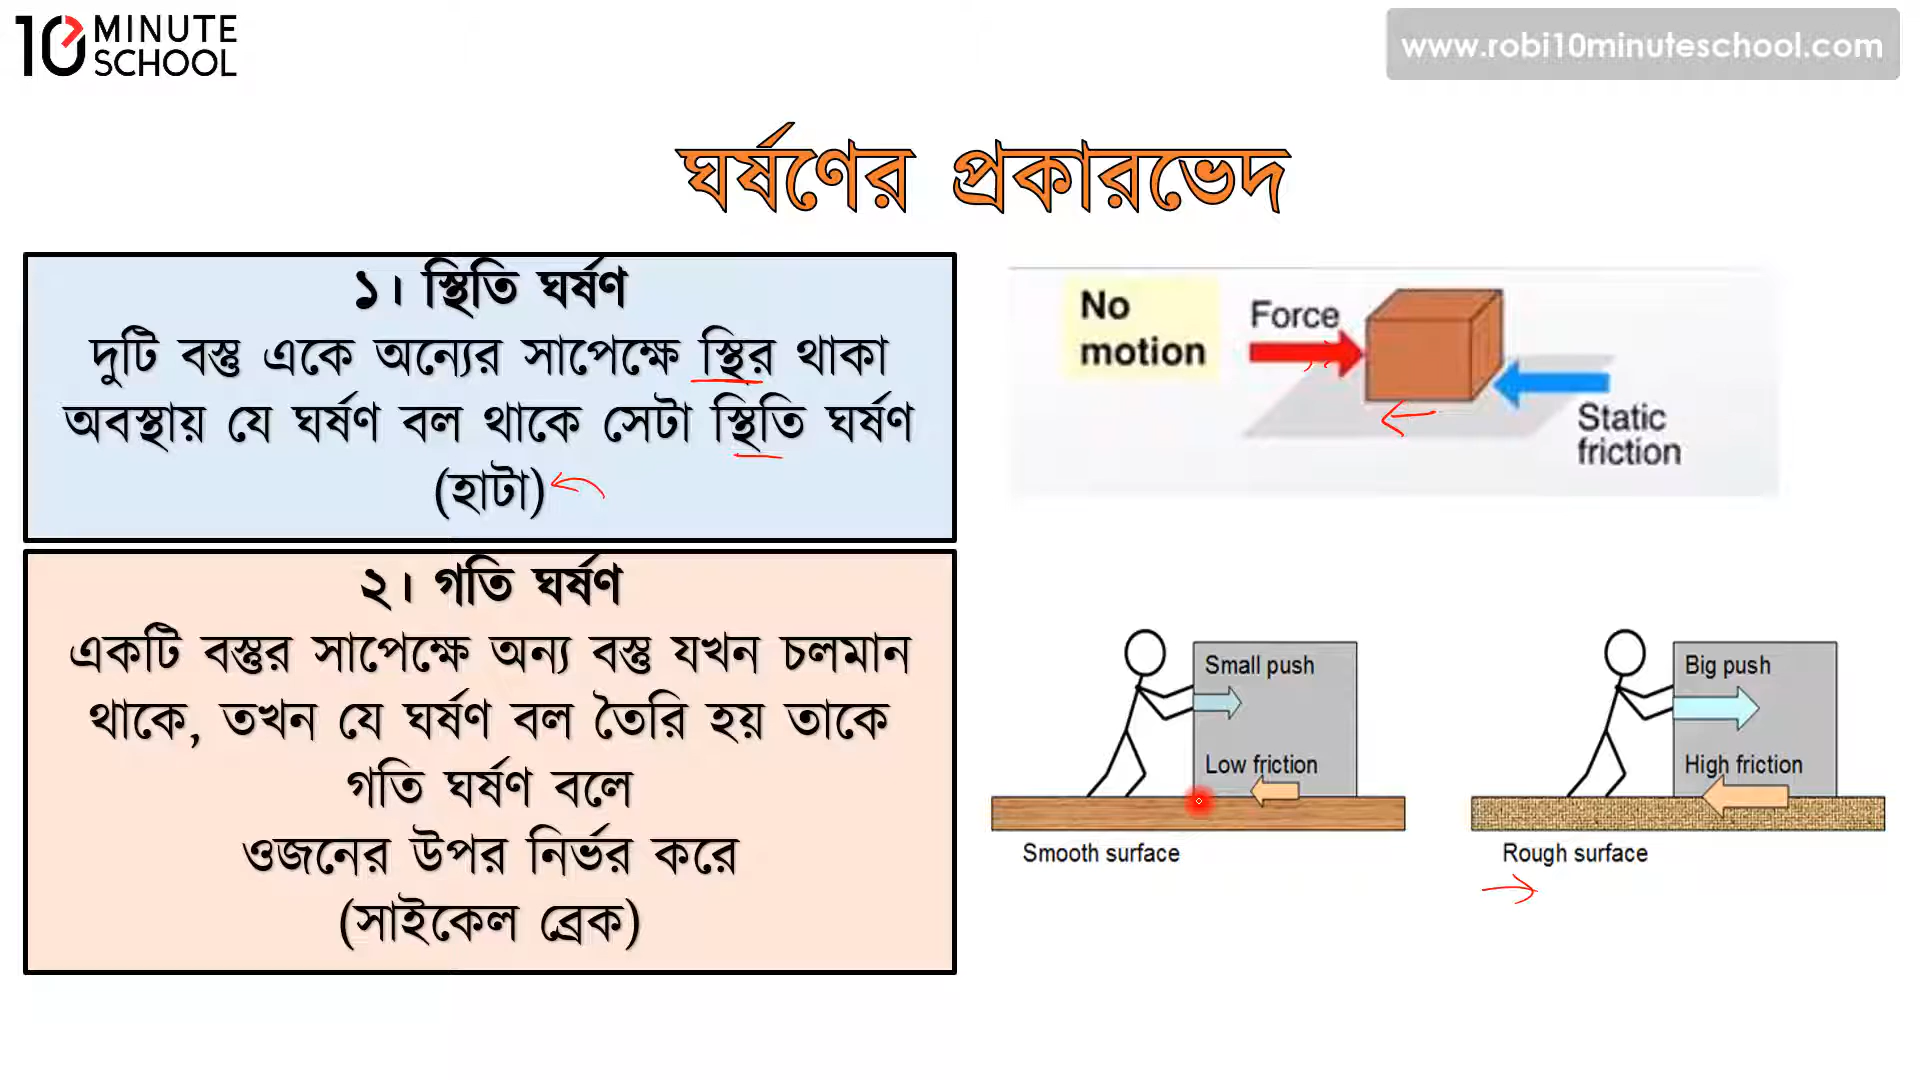 10 MINUTE SCHOOL
www.robi10minuteschool.com
ঘর্ষণের প্রকারভেদ
১। স্থিতি ঘর্ষণ
দুটি বস্তু একে অন্যের সাপেক্ষে স্থির থাকা
অবস্থায় যে ঘর্ষণ বল থাকে সেটা স্থিতি ঘর্ষণ
(হাটা)
২। গতি ঘর্ষণ
একটি বস্তুর সাপেক্ষে অন্য বস্তু যখন চলমান
থাকে, তখন যে ঘর্ষণ বল তৈরি হয় তাকে
গতি ঘর্ষণ বলে
ওজনের উপর নির্ভর করে
(সাইকেল ব্রেক)
No
motion
Force
Static
friction
Small push
Low friction
Smooth surface
Big push
High friction
Rough surface